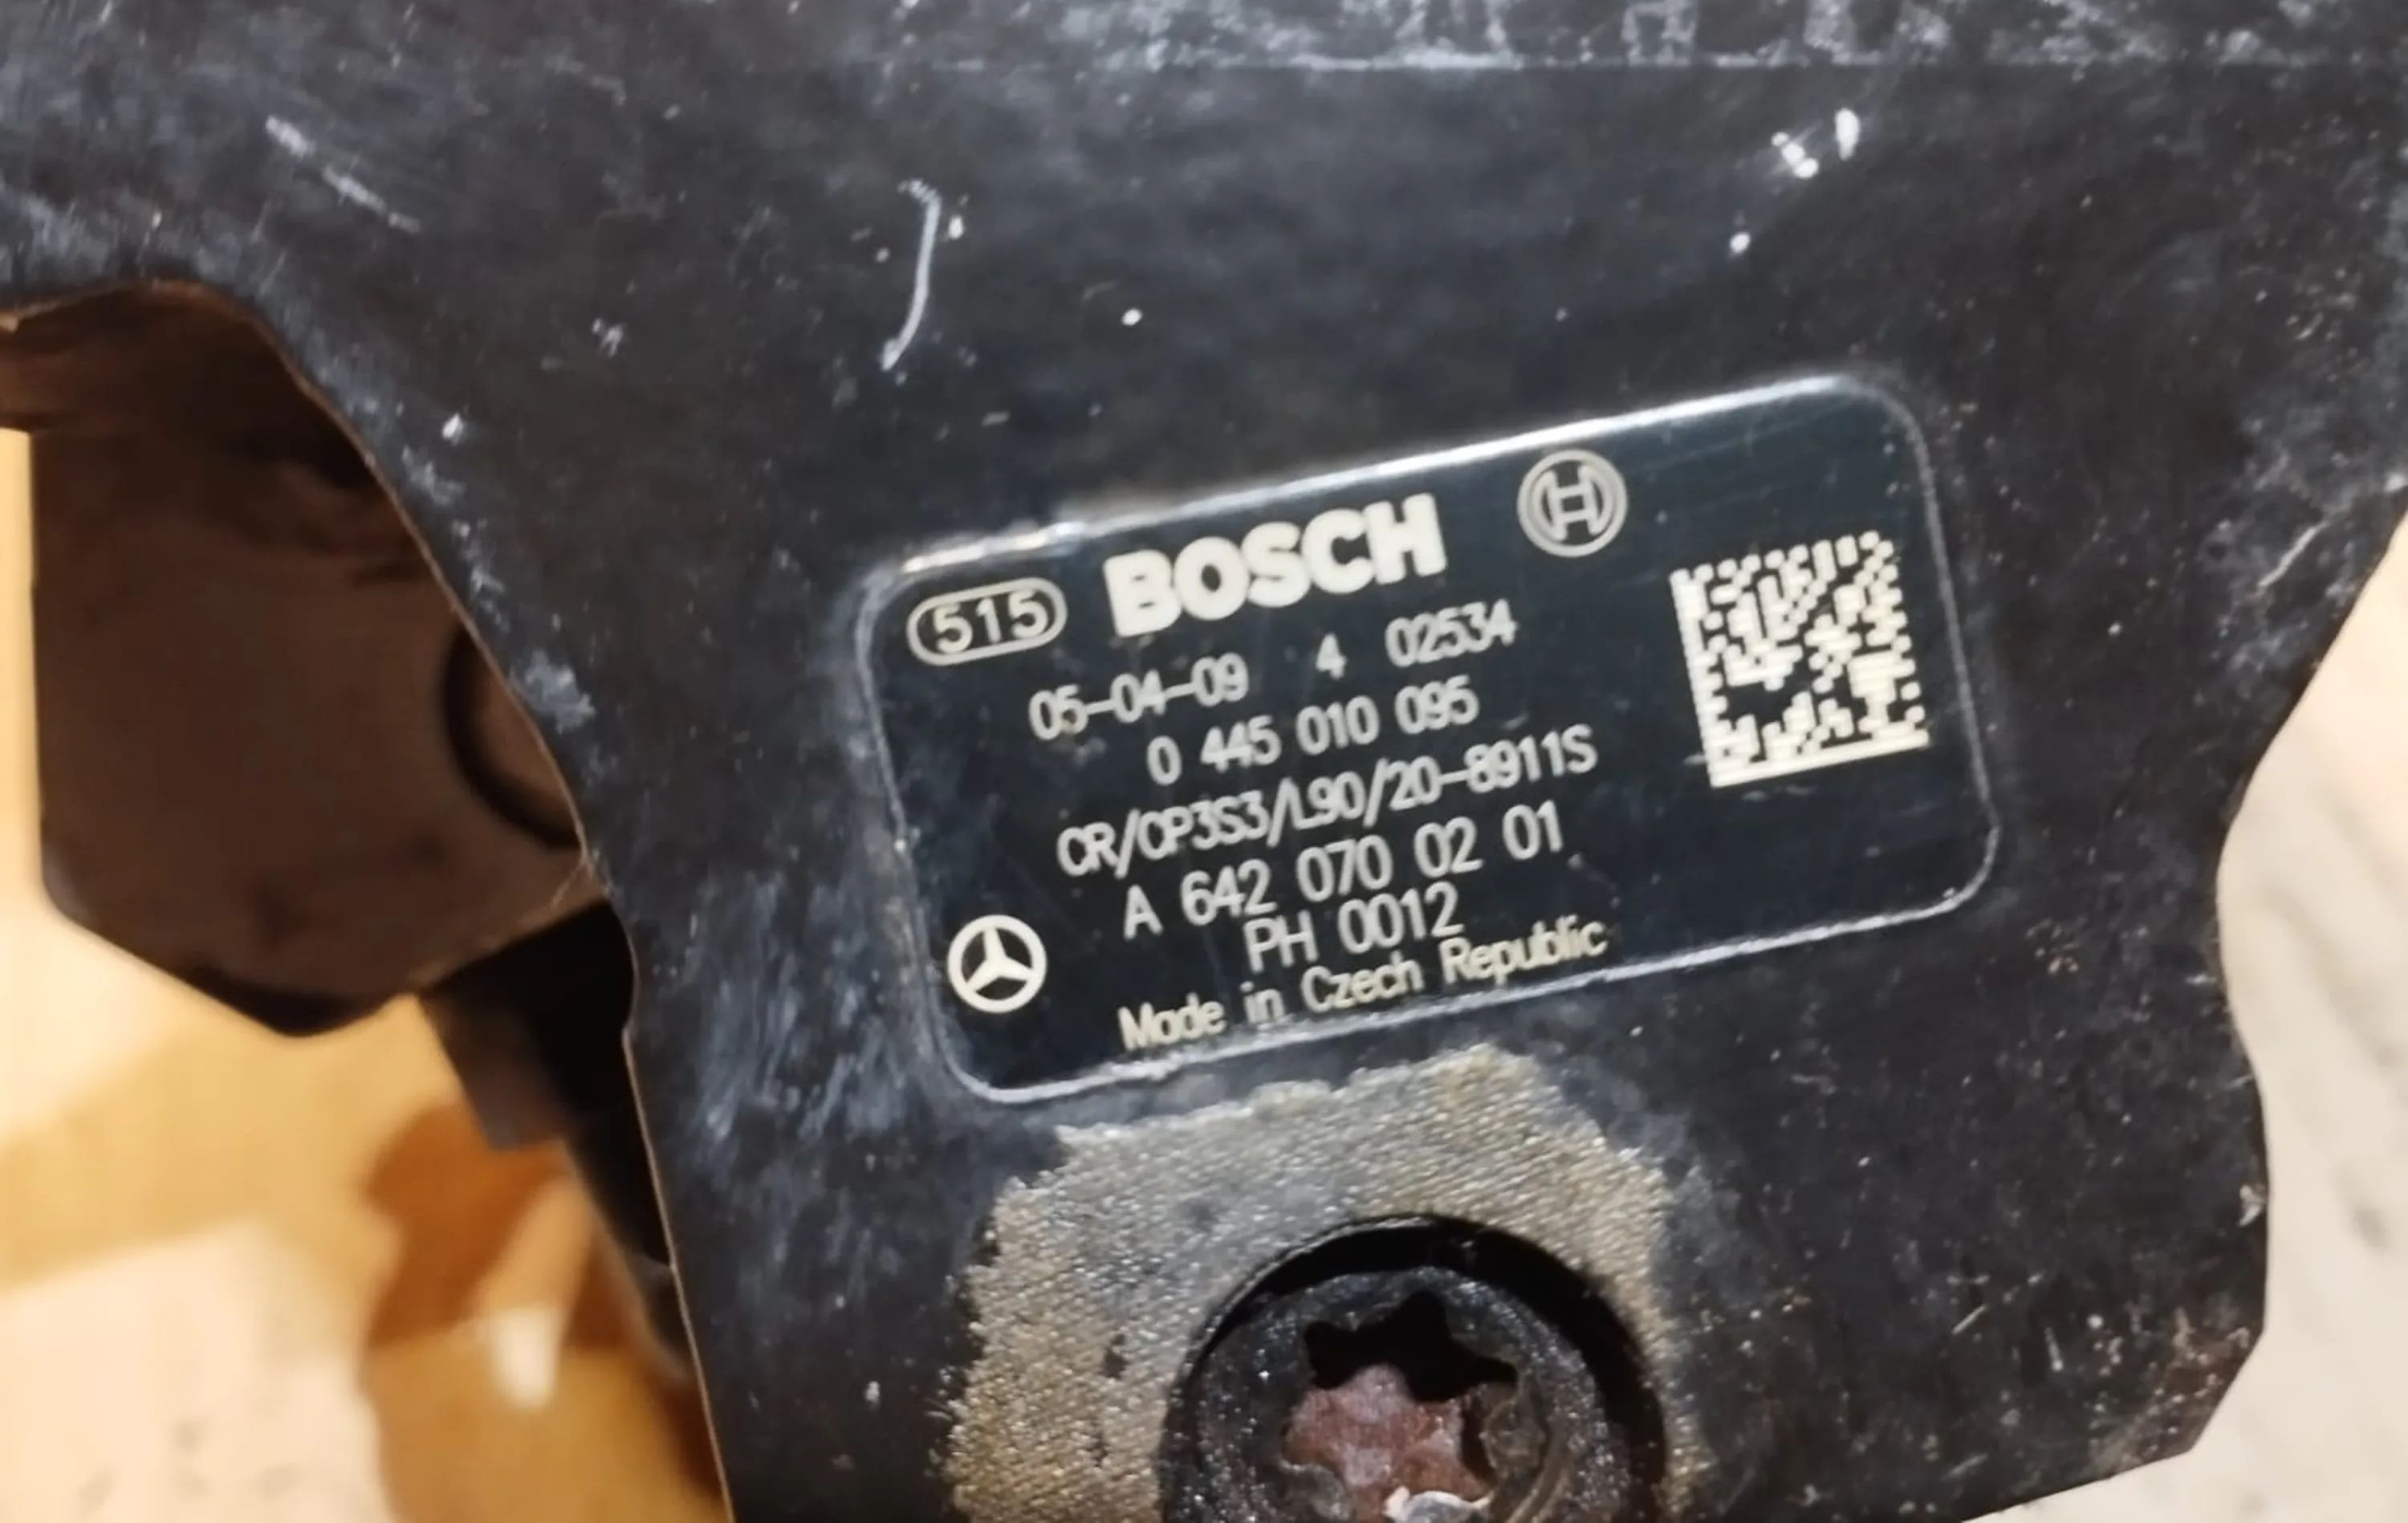 515 BOSCH
05-04-09 4 02534
0 445 010 095
CR/CP3S3/L90/20-8911S
A 642 070 02 01
PH 0012
Made in Czech Republic